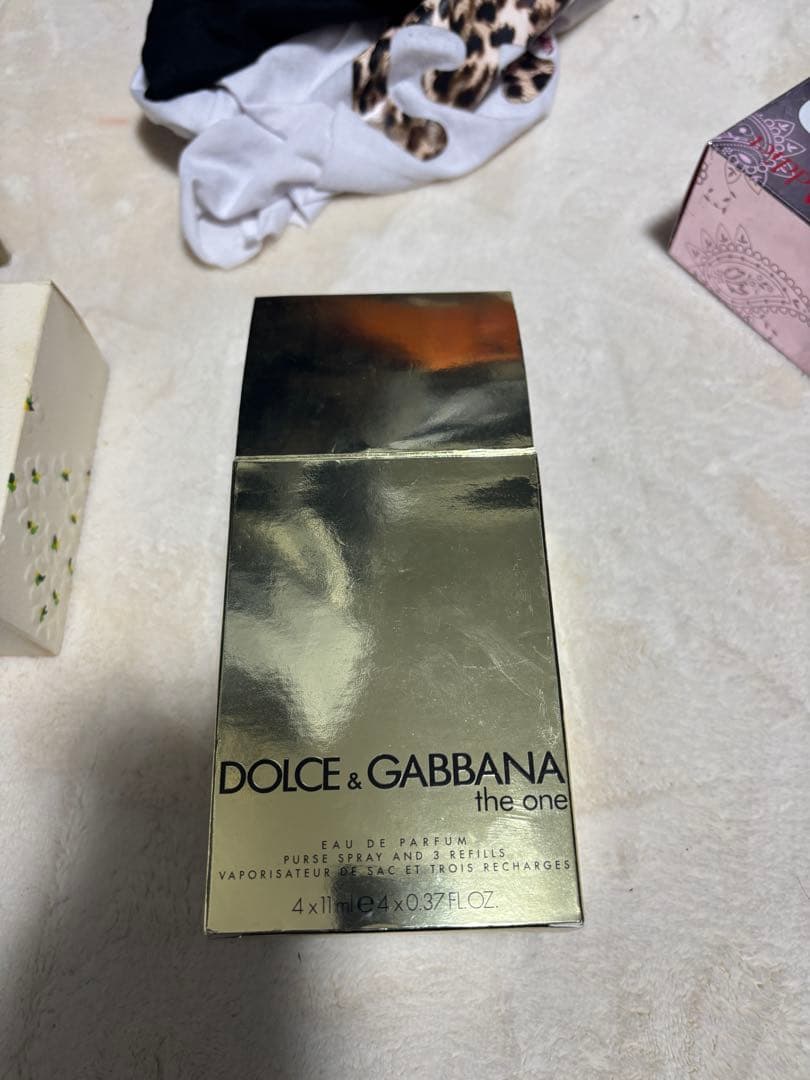 DOLCE & GABBANA
the one
EAU DE PARFUM
PURSE SPRAY AND 3 REFILLS
VAPORISATEUR DE SAC ET TROIS RECHARGES
4 x 11 ml ℮ 4 x 0.37 FL.OZ.